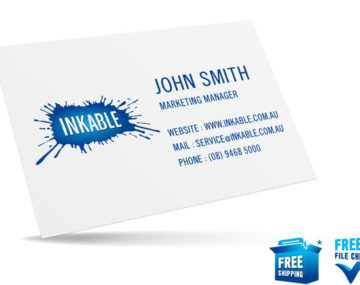 JOHN SMITH
MARKETING MANAGER
INKABLE
WEBSITE : WWW.INKABLE.COM.AU
MAIL : SERVICE@INKABLE.COM.AU
PHONE : (08) 9468 5000
FREE
SHIPPING
*
FREE
FILE